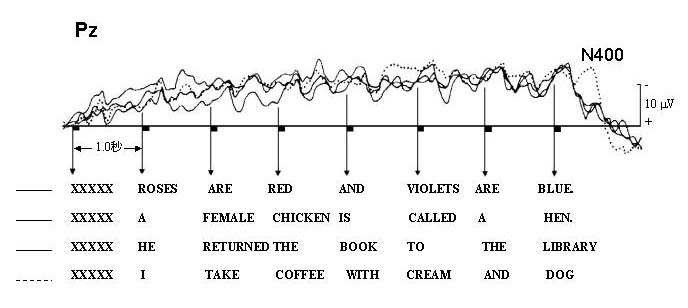 Pz
N400
-
10 μV
+
1.0秒
XXXXX ROSES ARE RED AND VIOLETS ARE BLUE.
XXXXX A FEMALE CHICKEN IS CALLED A HEN.
XXXXX HE RETURNED THE BOOK TO THE LIBRARY
XXXXX I TAKE COFFEE WITH CREAM AND DOG